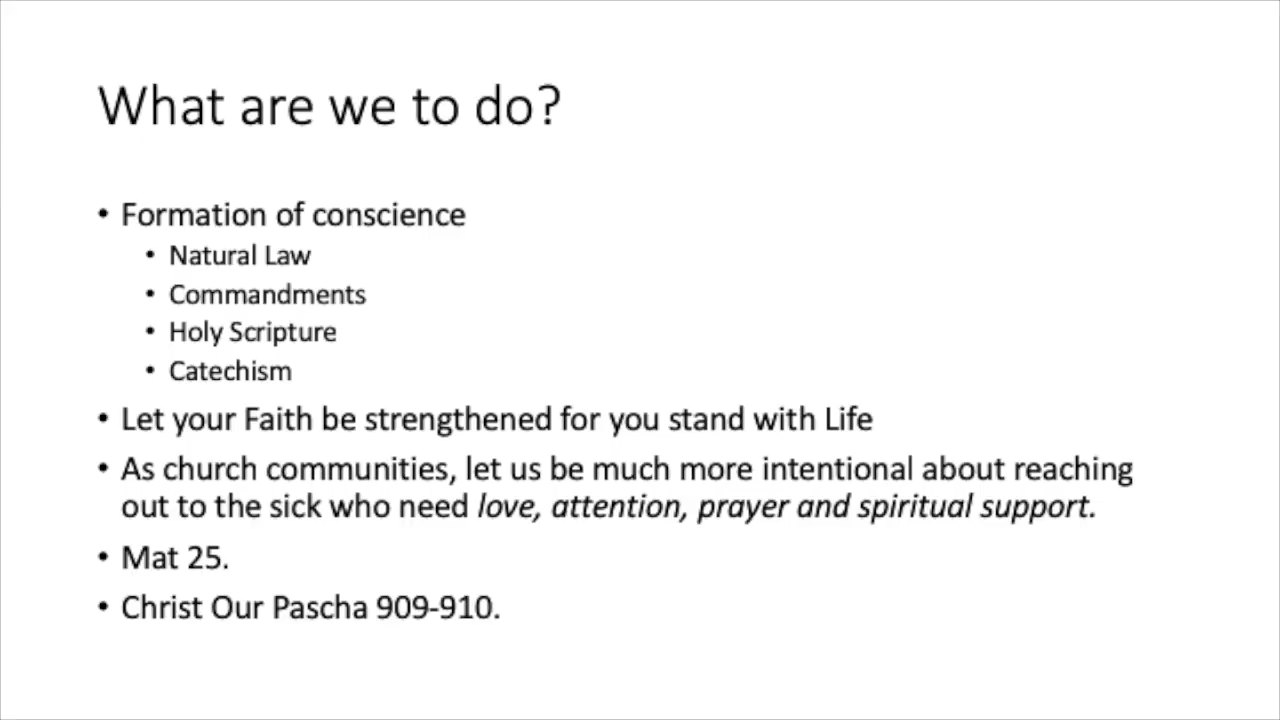 What are we to do?
• Formation of conscience
• Natural Law
• Commandments
• Holy Scripture
• Catechism
• Let your Faith be strengthened for you stand with Life
• As church communities, let us be much more intentional about reaching
out to the sick who need love, attention, prayer and spiritual support.
• Mat 25.
• Christ Our Pascha 909-910.